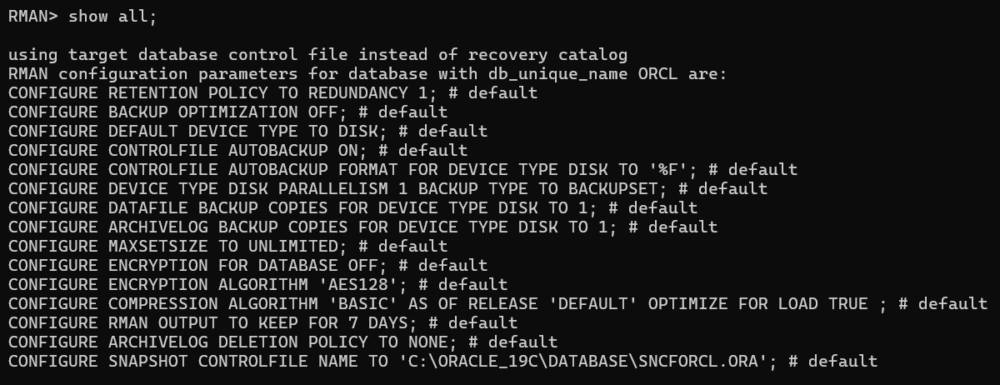 RMAN> show all;
using target database control file instead of recovery catalog
RMAN configuration parameters for database with db_unique_name ORCL are:
CONFIGURE RETENTION POLICY TO REDUNDANCY 1; # default
CONFIGURE BACKUP OPTIMIZATION OFF; # default
CONFIGURE DEFAULT DEVICE TYPE TO DISK; # default
CONFIGURE CONTROLFILE AUTOBACKUP ON; # default
CONFIGURE CONTROLFILE AUTOBACKUP FORMAT FOR DEVICE TYPE DISK TO '%F'; # default
CONFIGURE DEVICE TYPE DISK PARALLELISM 1 BACKUP TYPE TO BACKUPSET; # default
CONFIGURE DATAFILE BACKUP COPIES FOR DEVICE TYPE DISK TO 1; # default
CONFIGURE ARCHIVELOG BACKUP COPIES FOR DEVICE TYPE DISK TO 1; # default
CONFIGURE MAXSETSIZE TO UNLIMITED; # default
CONFIGURE ENCRYPTION FOR DATABASE OFF; # default
CONFIGURE ENCRYPTION ALGORITHM 'AES128'; # default
CONFIGURE COMPRESSION ALGORITHM 'BASIC' AS OF RELEASE 'DEFAULT' OPTIMIZE FOR LOAD TRUE ; # default
CONFIGURE RMAN OUTPUT TO KEEP FOR 7 DAYS; # default
CONFIGURE ARCHIVELOG DELETION POLICY TO NONE; # default
CONFIGURE SNAPSHOT CONTROLFILE NAME TO 'C:\ORACLE_19C\DATABASE\SNCFORCL.ORA'; # default